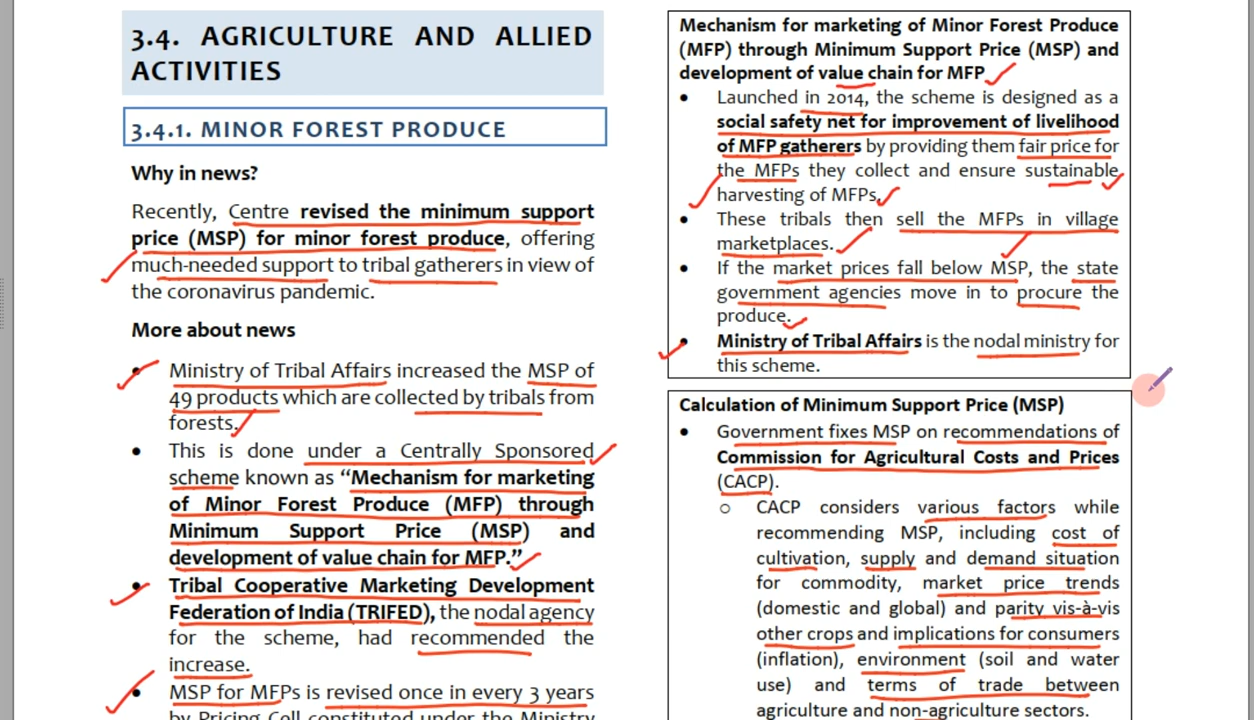 3.4. AGRICULTURE AND ALLIED
ACTIVITIES
3.4.1. MINOR FOREST PRODUCE
Why in news?
Recently, Centre revised the minimum support
price (MSP) for minor forest produce, offering
much-needed support to tribal gatherers in view of
the coronavirus pandemic.
More about news
• Ministry of Tribal Affairs increased the MSP of
49 products which are collected by tribals from
forests.
• This is done under a Centrally Sponsored
scheme known as “Mechanism for marketing
of Minor Forest Produce (MFP) through
Minimum Support Price (MSP) and
development of value chain for MFP.”
• Tribal Cooperative Marketing Development
Federation of India (TRIFED), the nodal agency
for the scheme, had recommended the
increase.
• MSP for MFPs is revised once in every 3 years
by Pricing Cell constituted under the Ministry
Mechanism for marketing of Minor Forest Produce
(MFP) through Minimum Support Price (MSP) and
development of value chain for MFP
• Launched in 2014, the scheme is designed as a
social safety net for improvement of livelihood
of MFP gatherers by providing them fair price for
the MFPs they collect and ensure sustainable
harvesting of MFPs.
• These tribals then sell the MFPs in village
marketplaces.
• If the market prices fall below MSP, the state
government agencies move in to procure the
produce.
• Ministry of Tribal Affairs is the nodal ministry for
this scheme.
Calculation of Minimum Support Price (MSP)
• Government fixes MSP on recommendations of
Commission for Agricultural Costs and Prices
(CACP).
o CACP considers various factors while
recommending MSP, including cost of
cultivation, supply and demand situation
for commodity, market price trends
(domestic and global) and parity vis-à-vis
other crops and implications for consumers
(inflation), environment (soil and water
use) and terms of trade between
agriculture and non-agriculture sectors.